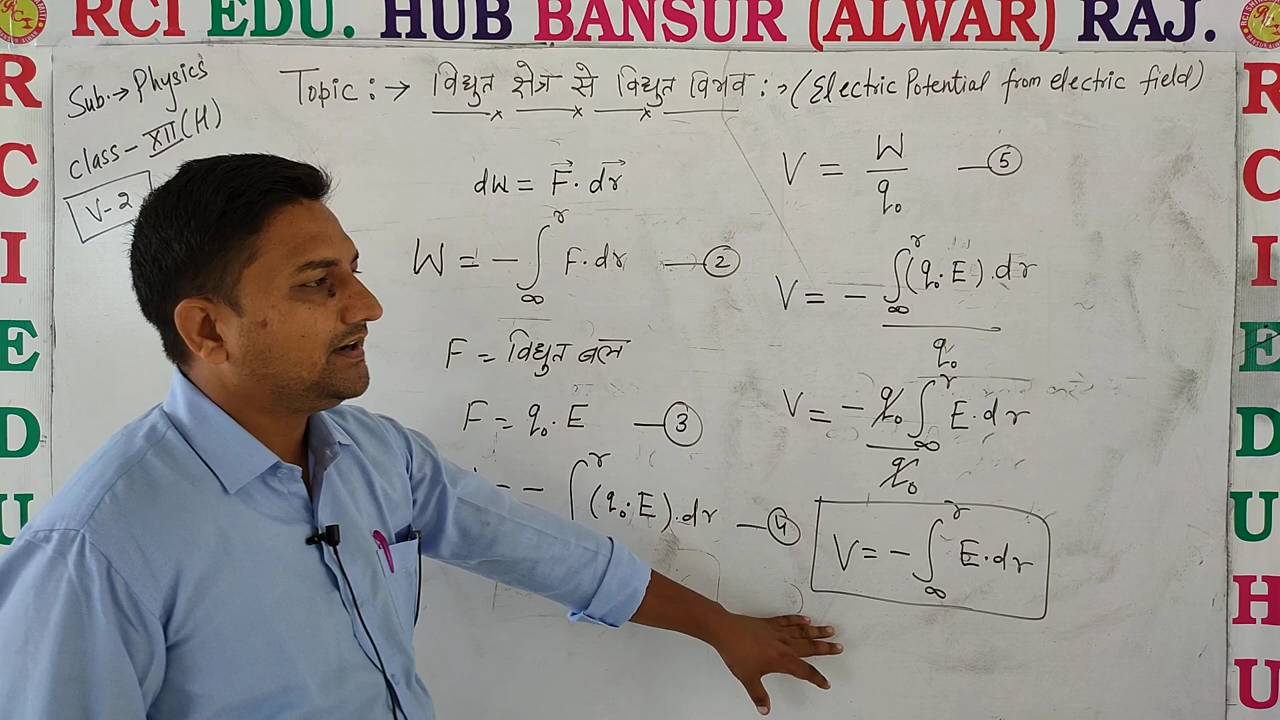 RCI EDU. HUB BANSUR (ALWAR) RAJ.
Sub.→ Physics
class- XII (H)
V-2
Topic:→ विद्युत क्षेत्र से विद्युत विभव :→ (Electric Potential from electric field)
dW = F⃗. dr⃗
W = - ∫∞^r F.dr —②
F = विद्युत बल
F = q₀.E —③
= - ∫^r (q₀.E).dr —④
V = W/q₀ —⑤
V = - ∫∞^r (q₀.E).dr / q₀
V = - q₀ ∫∞^r E.dr / q₀
V = - ∫∞^r E.dr
R
C
I
E
D
U
R
C
I
E
D
U
H
U